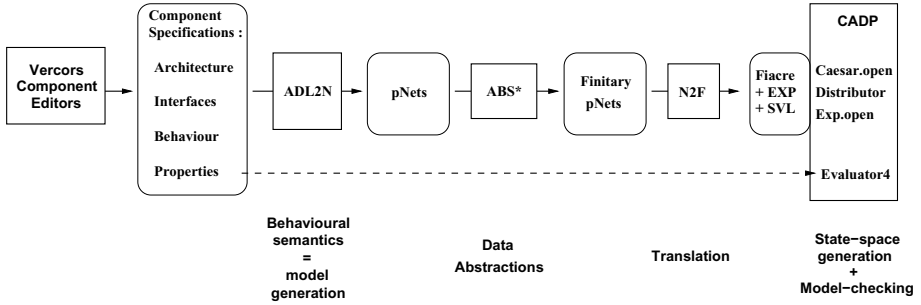 Vercors
Component
Editors
Component
Specifications :
Architecture
Interfaces
Behaviour
Properties
ADL2N
pNets
ABS*
Finitary
pNets
N2F
Fiacre
+ EXP
+ SVL
CADP
Caesar.open
Distributor
Exp.open
Evaluator4
Behavioural
semantics
=
model
generation
Data
Abstractions
Translation
State−space
generation
+
Model−checking